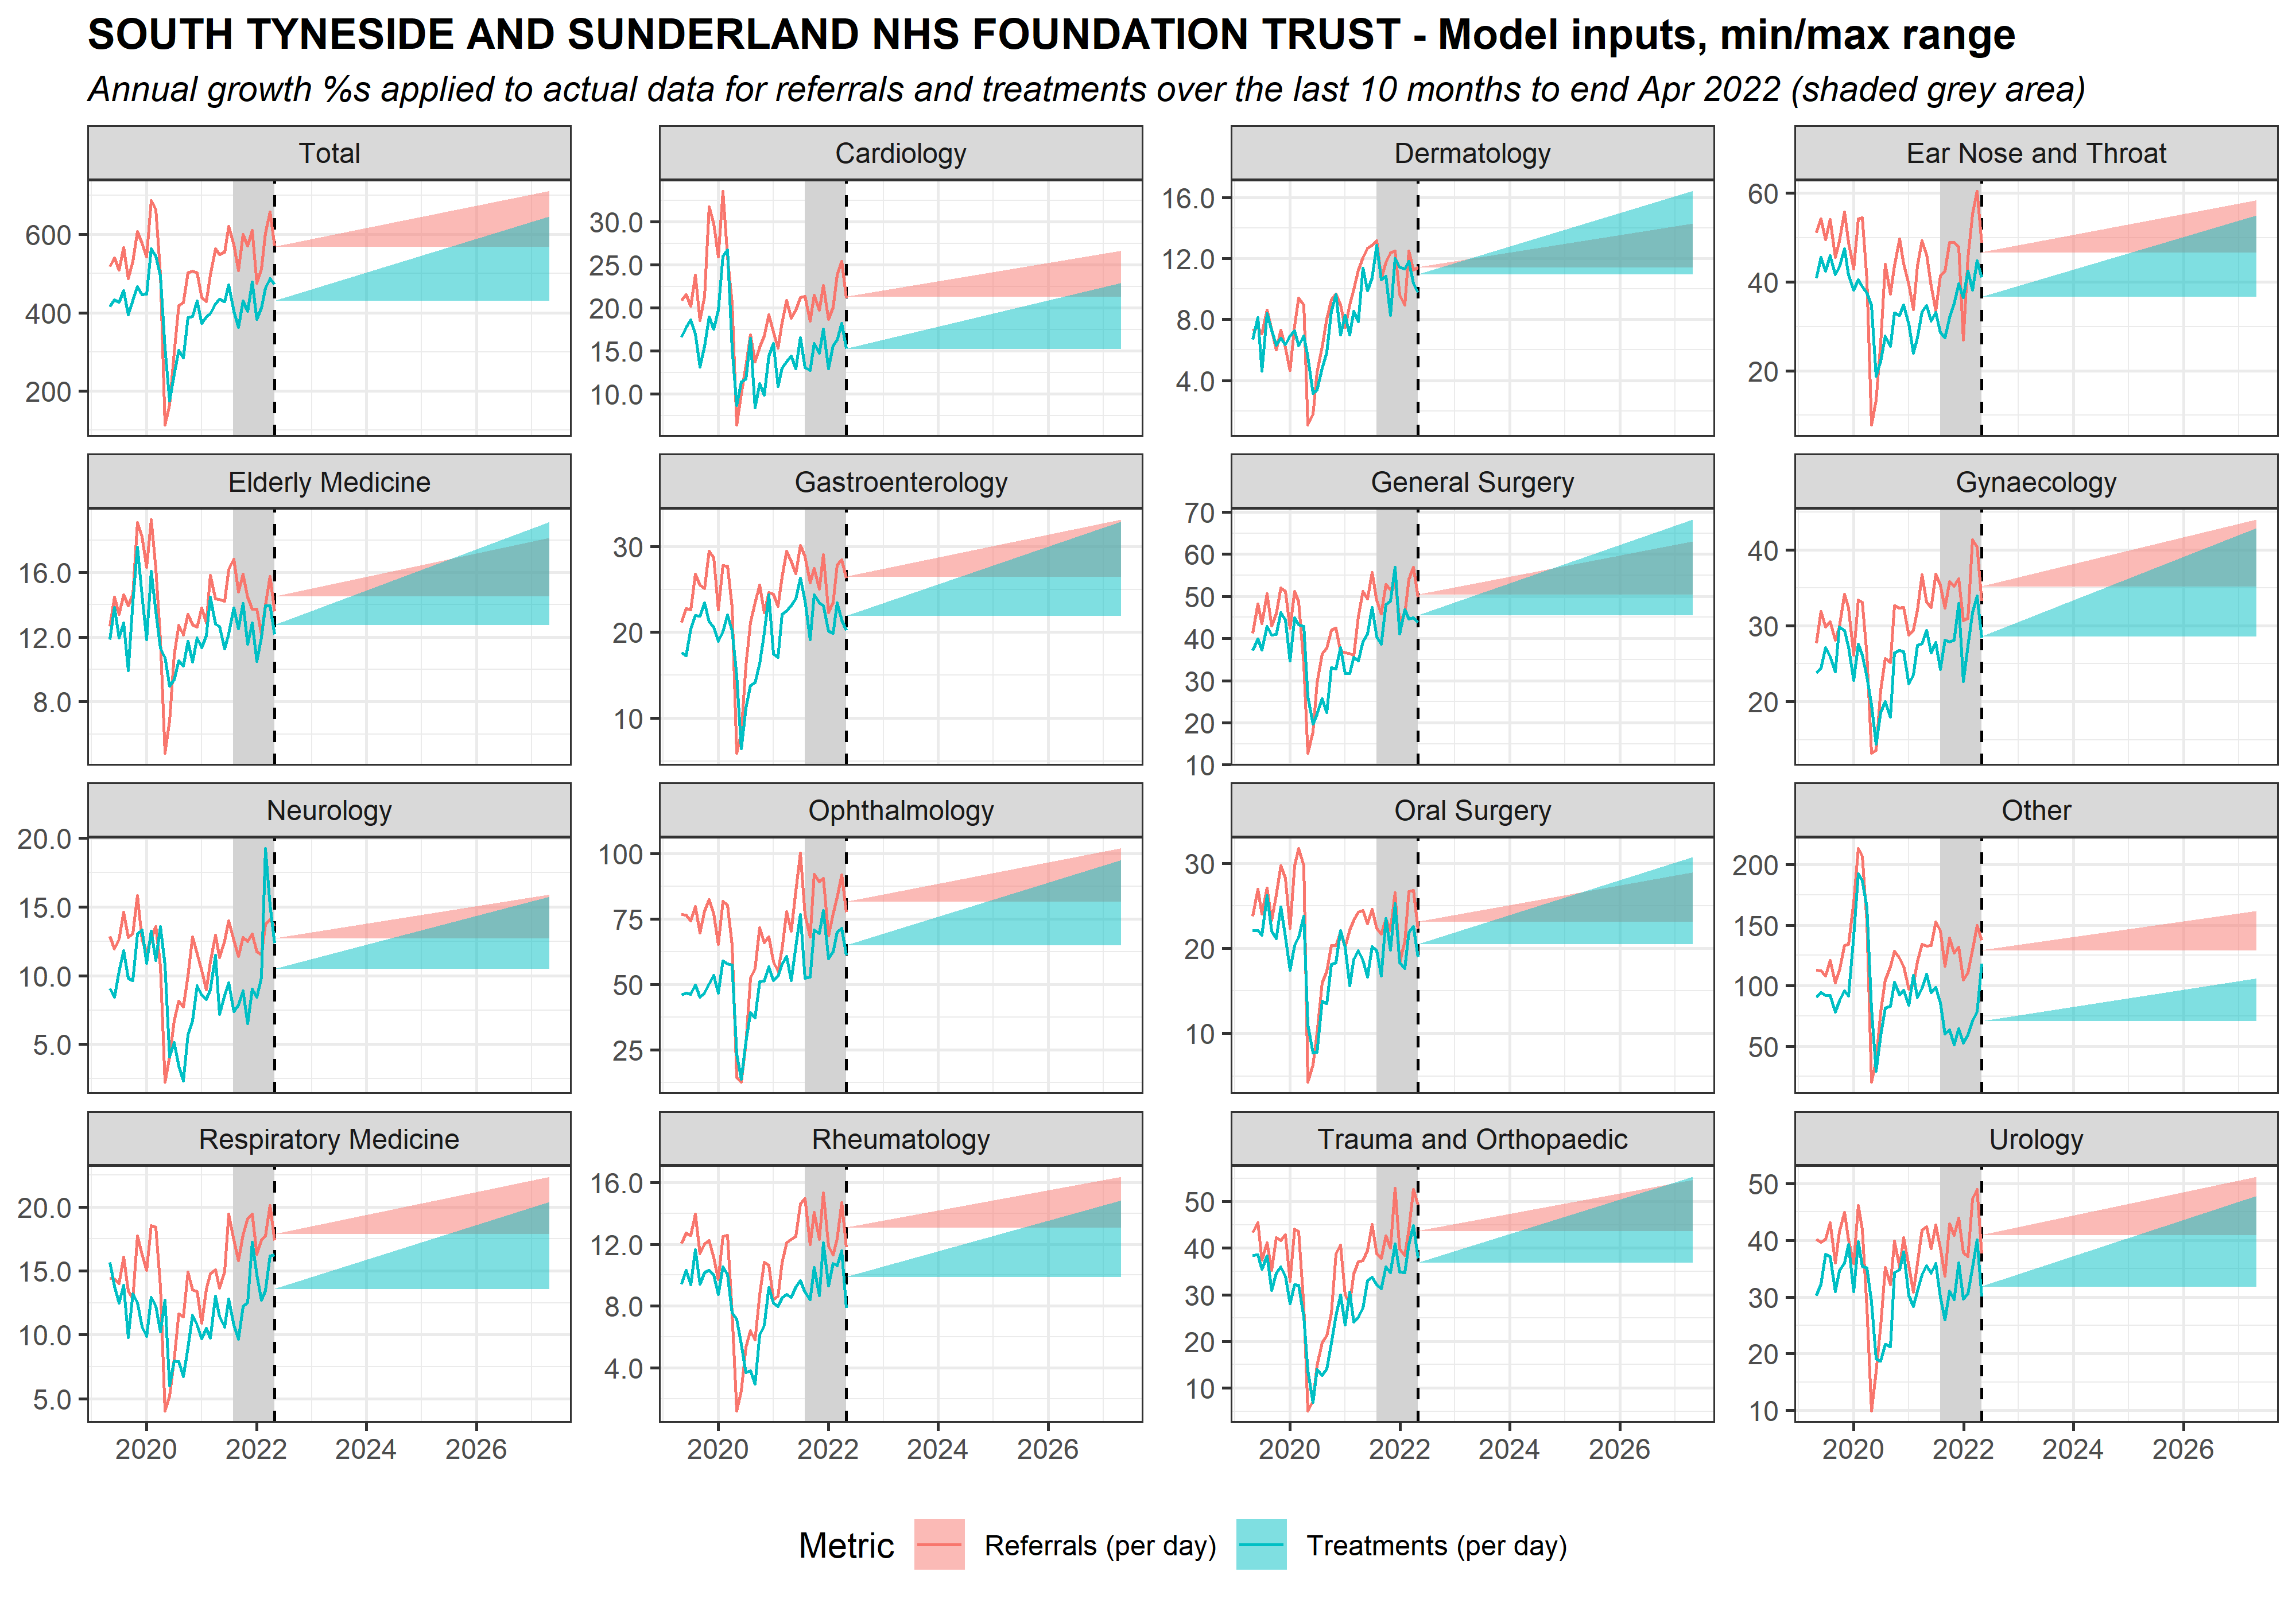 SOUTH TYNESIDE AND SUNDERLAND NHS FOUNDATION TRUST - Model inputs, min/max range
Annual growth %s applied to actual data for referrals and treatments over the last 10 months to end Apr 2022 (shaded grey area)
Total
600
400
200
Cardiology
30.0
25.0
20.0
15.0
10.0
Dermatology
16.0
12.0
8.0
4.0
Ear Nose and Throat
60
40
20
Elderly Medicine
16.0
12.0
8.0
Gastroenterology
30
20
10
General Surgery
70
60
50
40
30
20
10
Gynaecology
40
30
20
Neurology
20.0
15.0
10.0
5.0
Ophthalmology
100
75
50
25
Oral Surgery
30
20
10
Other
200
150
100
50
Respiratory Medicine
20.0
15.0
10.0
5.0
2020 2022 2024 2026
Rheumatology
16.0
12.0
8.0
4.0
2020 2022 2024 2026
Trauma and Orthopaedic
50
40
30
20
10
2020 2022 2024 2026
Urology
50
40
30
20
10
2020 2022 2024 2026
Metric Referrals (per day) Treatments (per day)